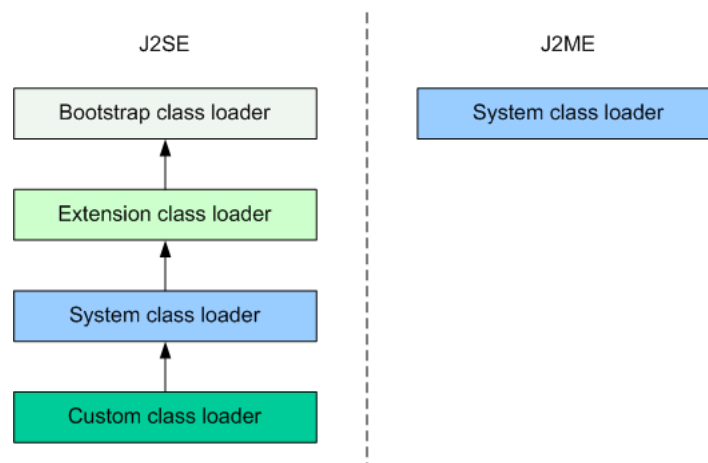 J2SE
Bootstrap class loader
Extension class loader
System class loader
Custom class loader
J2ME
System class loader